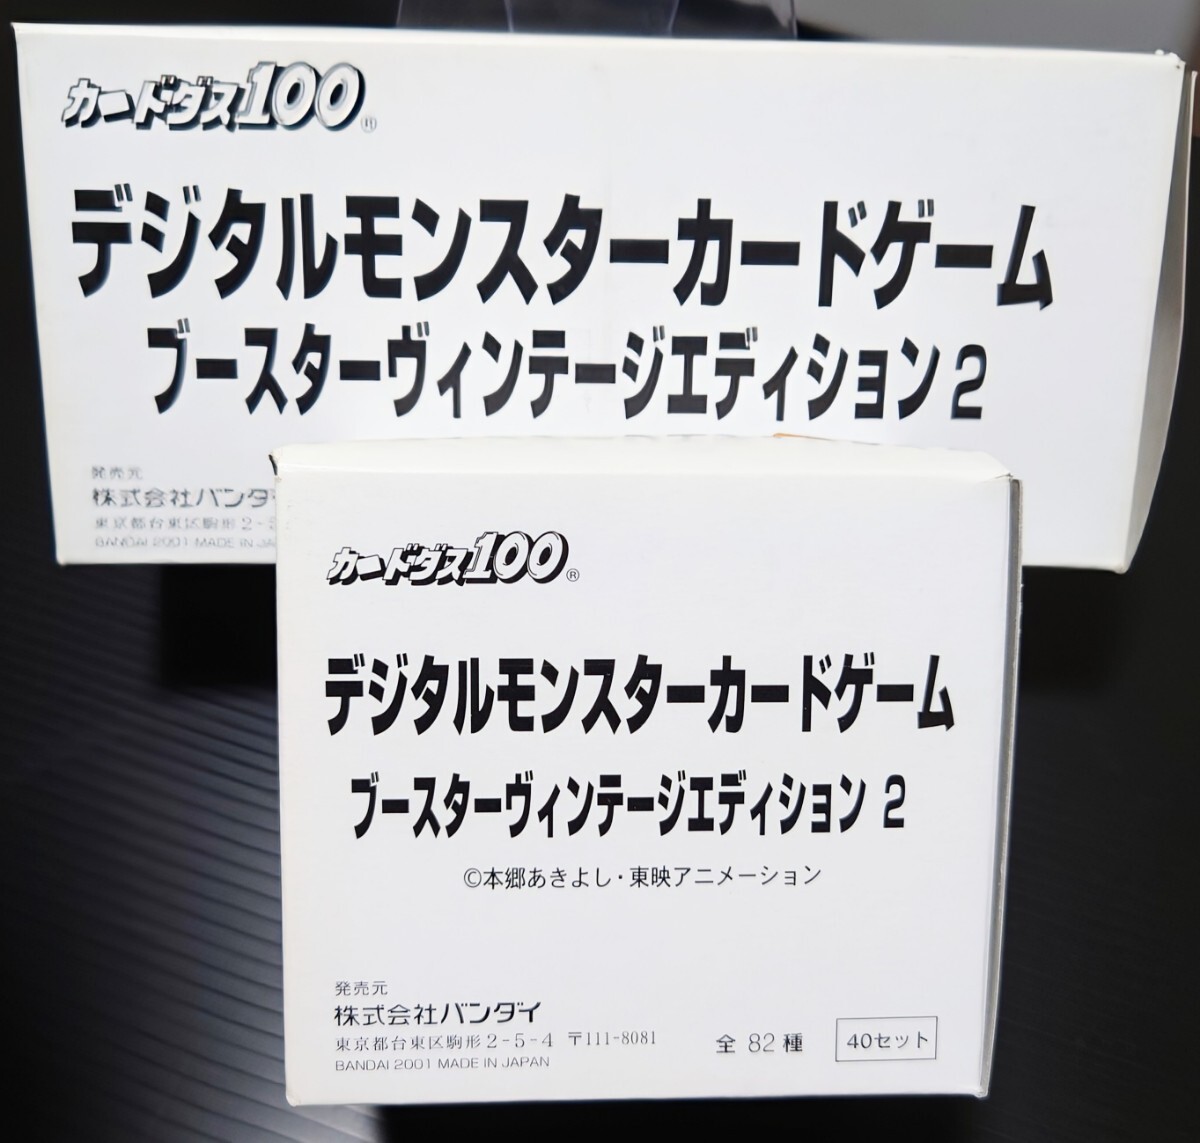 カードダス100®
デジタルモンスターカードゲーム
ブースターヴィンテージエディション2
発売元
株式会社バンダ
東京都台東区駒形2-
BANDAI 2001 MADE IN JA
カードダス100®
デジタルモンスターカードゲーム
ブースターヴィンテージエディション 2
©本郷あきよし・東映アニメーション
発売元
株式会社バンダイ
東京都台東区駒形2-5-4 〒111-8081
BANDAI 2001 MADE IN JAPAN
全 82 種 40セット